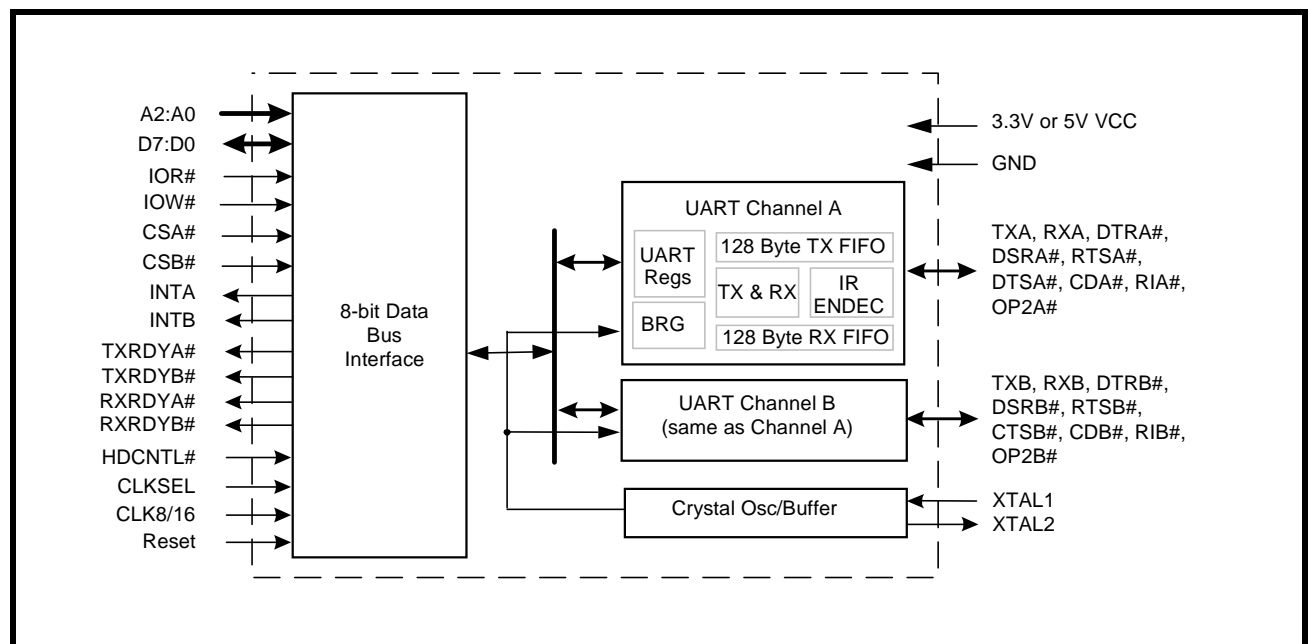 A2:A0
D7:D0
IOR#
IOW#
CSA#
CSB#
INTA
INTB
TXRDYA#
TXRDYB#
RXRDYA#
RXRDYB#
HDCNTL#
CLKSEL
CLK8/16
Reset
8-bit Data
Bus
Interface
UART Channel A
UART
Regs
BRG
128 Byte TX FIFO
TX & RX
IR
ENDEC
128 Byte RX FIFO
UART Channel B
(same as Channel A)
Crystal Osc/Buffer
3.3V or 5V VCC
GND
TXA, RXA, DTRA#,
DSRA#, RTSA#,
DTSA#, CDA#, RIA#,
OP2A#
TXB, RXB, DTRB#,
DSRB#, RTSB#,
CTSB#, CDB#, RIB#,
OP2B#
XTAL1
XTAL2